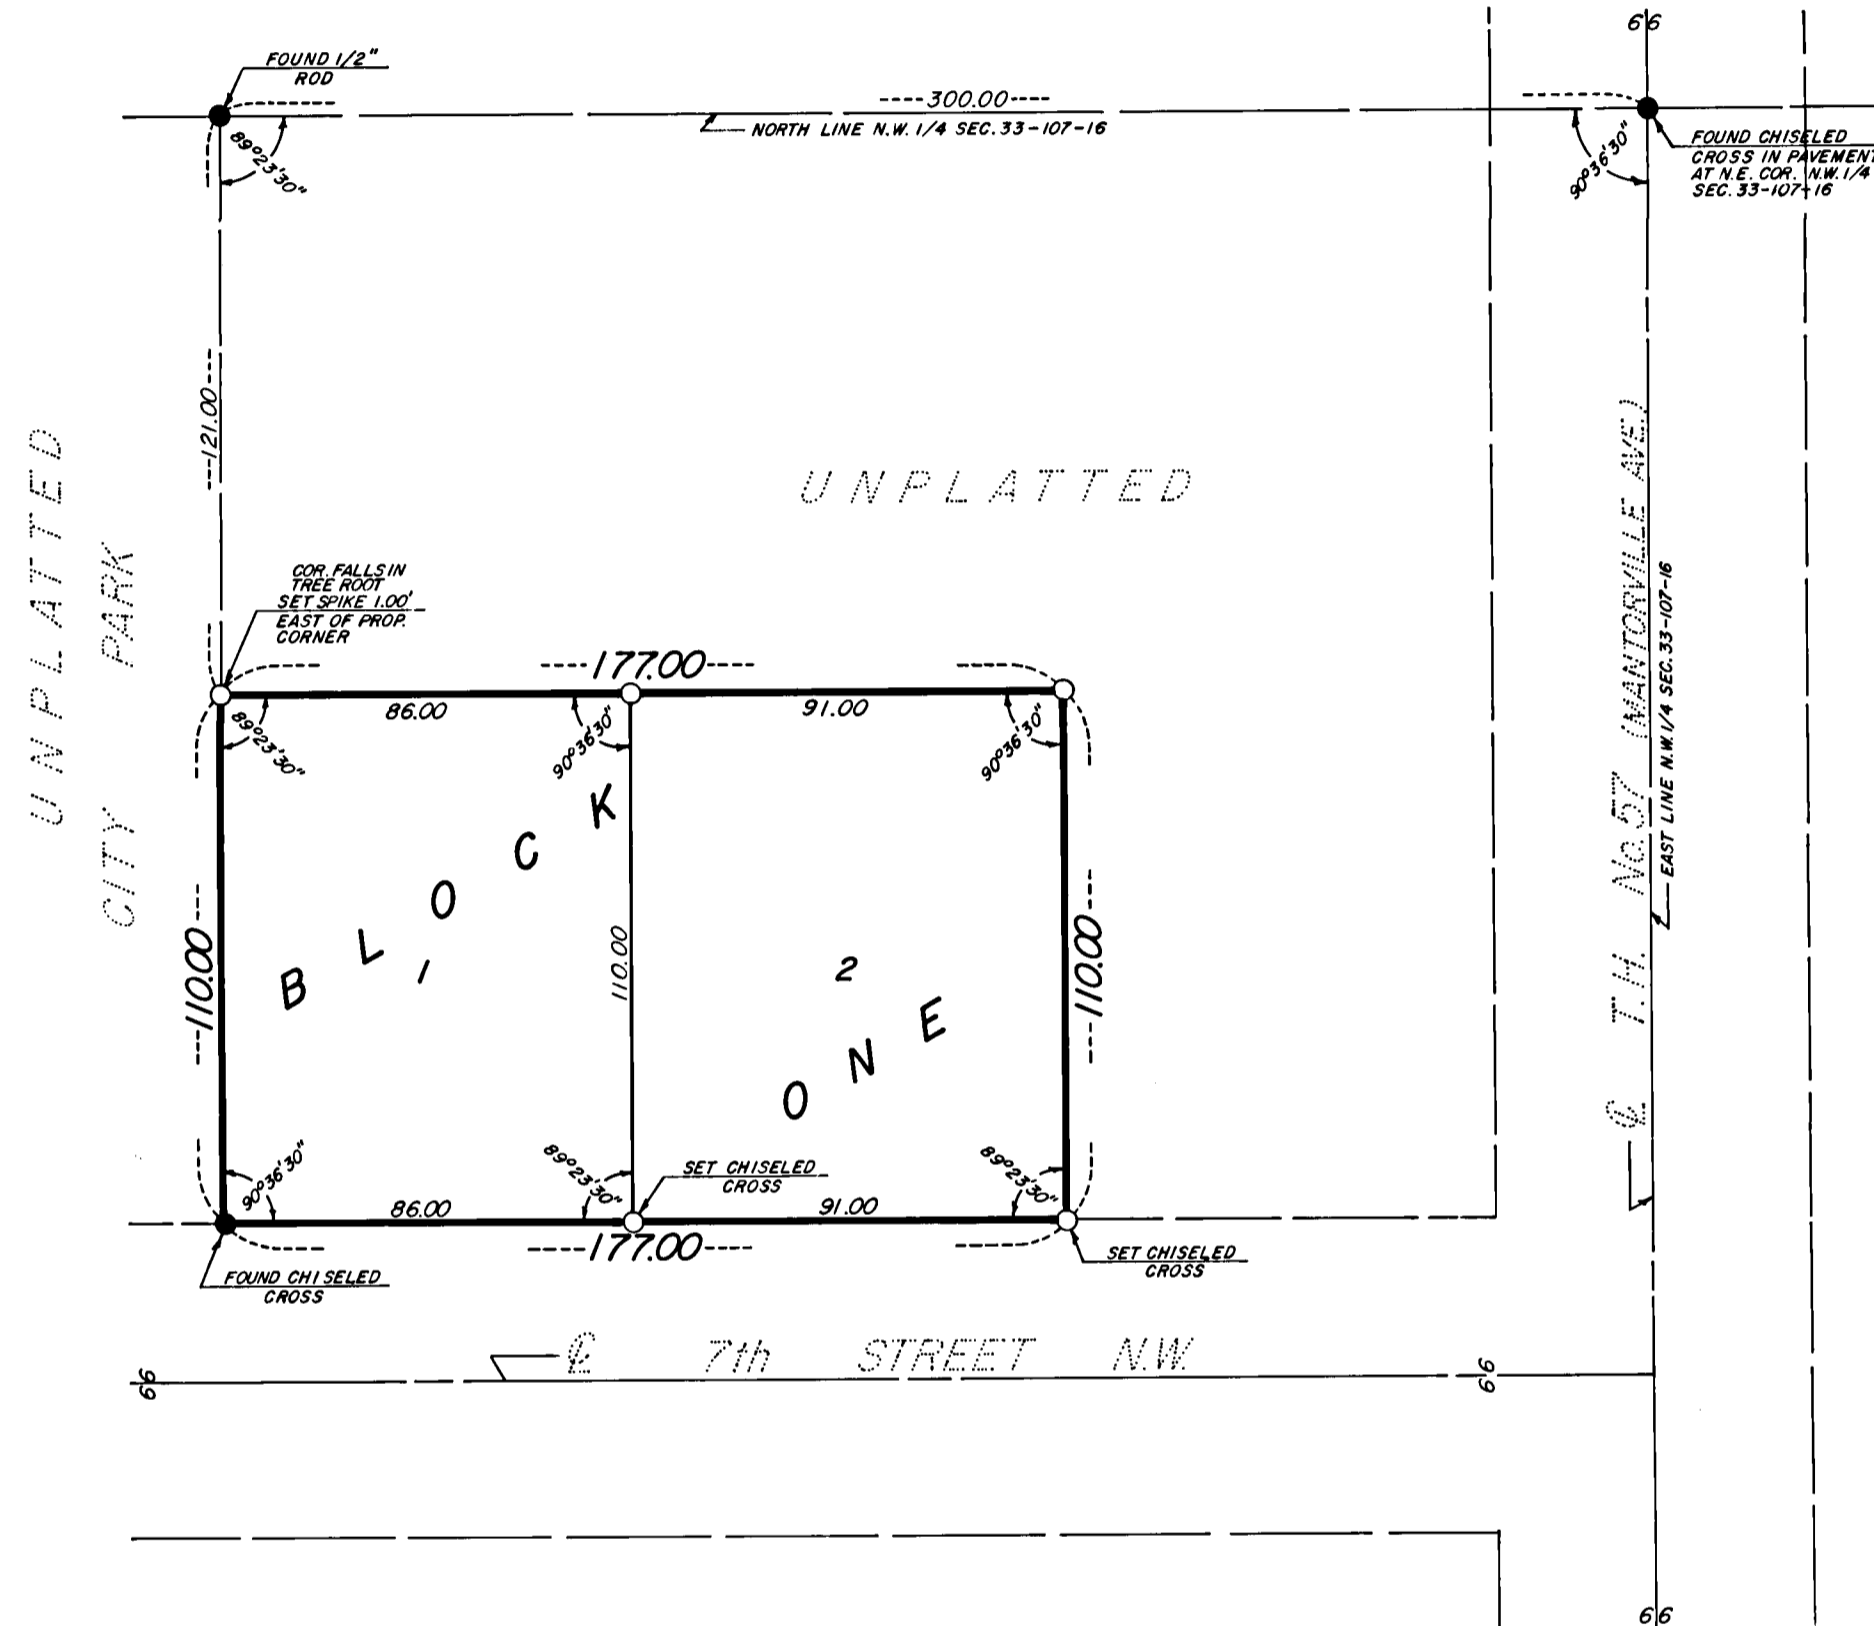 66
FOUND 1/2"
ROD
300.00
NORTH LINE N.W. 1/4 SEC. 33-107-16
FOUND CHISELED
CROSS IN PAVEMENT
AT N.E. COR. N.W. 1/4
SEC. 33-107-16
89°23'30"
90°36'30"
121.00
UNPLATTED
CITY PARK
UNPLATTED
T.H. No. 57 (MANTORVILLE AVE.)
EAST LINE N.W. 1/4 SEC. 33-107-16
COR. FALLS IN
TREE ROOT
SET SPIKE 1.00'
EAST OF PROP.
CORNER
177.00
86.00
91.00
89°23'30"
90°36'30"
90°36'30"
BLOCK
1
110.00
110.00
110.00
2
ONE
90°36'30"
89°23'30"
89°23'30"
SET CHISELED
CROSS
86.00
91.00
177.00
FOUND CHISELED
CROSS
SET CHISELED
CROSS
℄ 7th STREET N.W.
℄
66
66
66